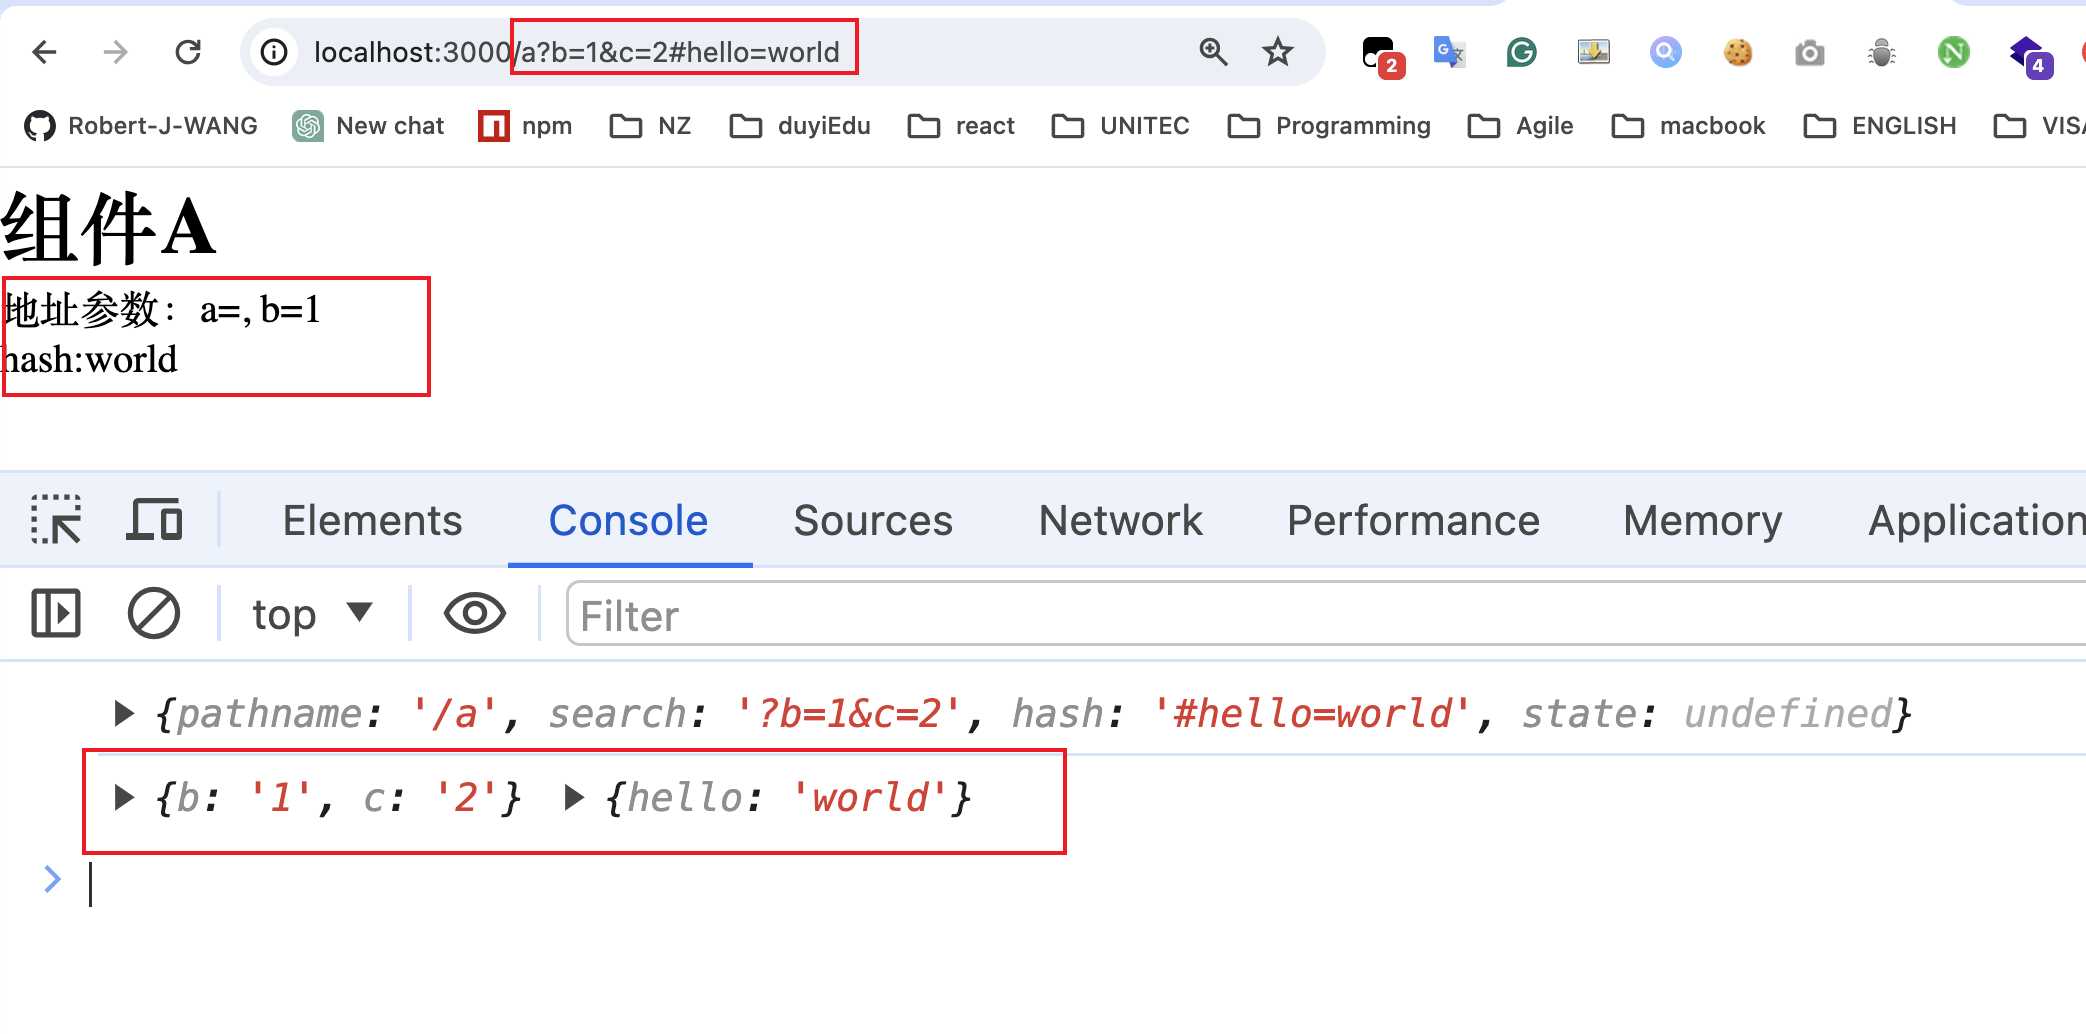 localhost:3000/a?b=1&c=2#hello=world
2
4
Robert-J-WANG New chat npm NZ duyiEdu react UNITEC Programming Agile macbook ENGLISH VISA
组件A
地址参数：a=, b=1
hash:world
Elements Console Sources Network Performance Memory Application
top Filter
{pathname: '/a', search: '?b=1&c=2', hash: '#hello=world', state: undefined}
{b: '1', c: '2'} {hello: 'world'}